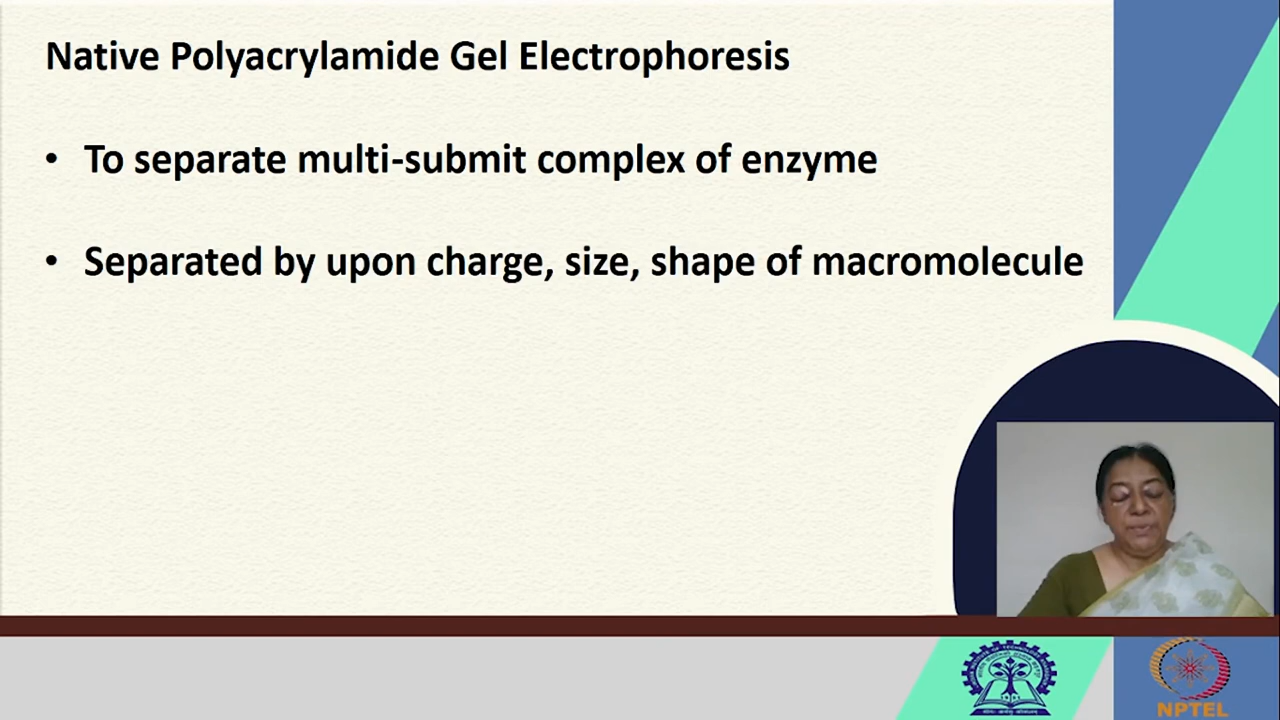 Native Polyacrylamide Gel Electrophoresis
• To separate multi-submit complex of enzyme
• Separated by upon charge, size, shape of macromolecule
NPTEL